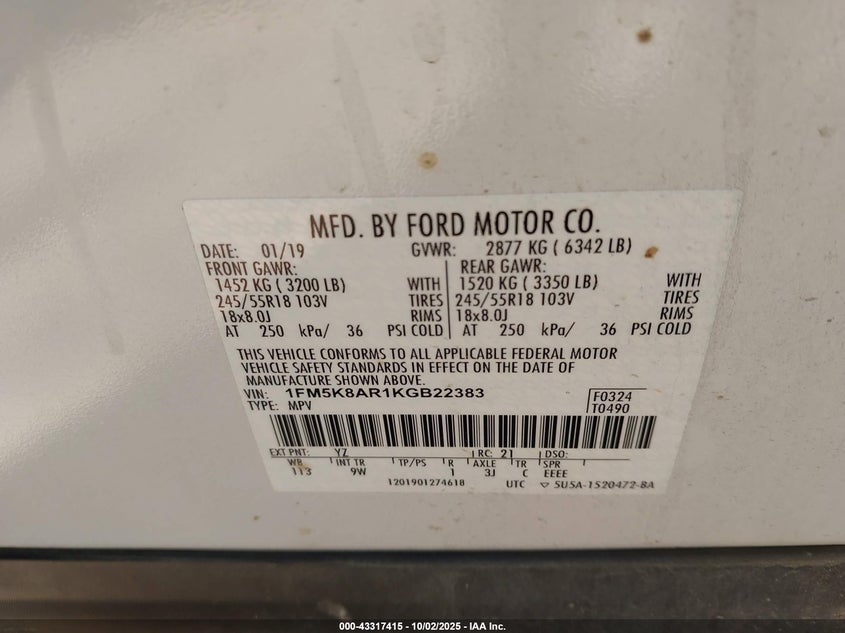 MFD. BY FORD MOTOR CO.
DATE: 01/19 GVWR: 2877 KG ( 6342 LB)
FRONT GAWR: REAR GAWR:
1452 KG ( 3200 LB) WITH 1520 KG ( 3350 LB) WITH
245/55R18 103V TIRES 245/55R18 103V TIRES
18x8.0J RIMS 18x8.0J RIMS
AT 250 kPa/ 36 PSI COLD AT 250 kPa/ 36 PSI COLD
THIS VEHICLE CONFORMS TO ALL APPLICABLE FEDERAL MOTOR
VEHICLE SAFETY STANDARDS IN EFFECT ON THE DATE OF
MANUFACTURE SHOWN ABOVE.
VIN: 1FM5K8AR1KGB22383 F0324
TYPE: MPV T0490
EXT PNT: YZ RC: 21 DSO:
WB INT TR TP/PS R AXLE TR SPR
113 9W 1 3J C EEEE
1201901274618 UTC ▽ 5U5A-1520472-BA
000-43317415 - 10/02/2025 - IAA Inc.